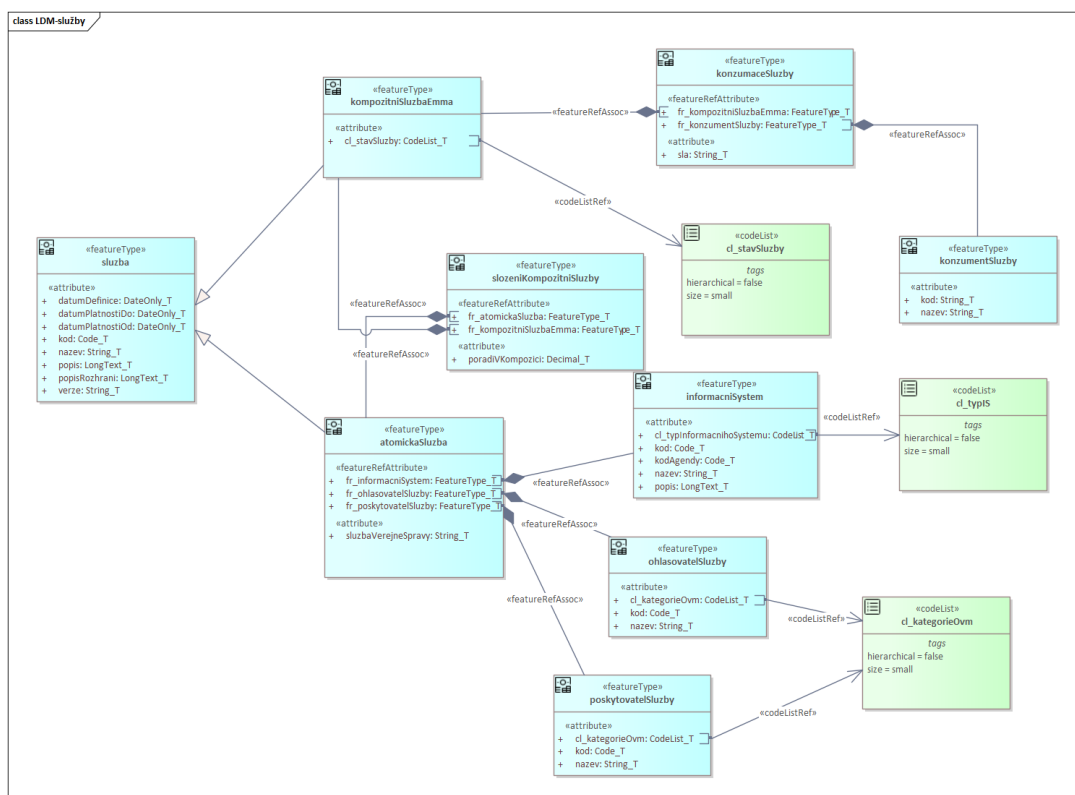 class LDM-služby
«featureType»
kompozitniSluzbaEmma
«attribute»
+ cl_stavSluzby: CodeList_T
«featureRefAssoc»
«featureType»
konzumaceSluzby
«featureRefAttribute»
+ fr_kompozitniSluzbaEmma: FeatureType_T
+ fr_konzumentSluzby: FeatureType_T
«attribute»
+ sla: String_T
«featureRefAssoc»
«codeListRef»
«featureType»
sluzba
«attribute»
+ datumDefinice: DateOnly_T
+ datumPlatnostiDo: DateOnly_T
+ datumPlatnostiOd: DateOnly_T
+ kod: Code_T
+ nazev: String_T
+ popis: LongText_T
+ popisRozhrani: LongText_T
+ verze: String_T
«codeList»
cl_stavSluzby
tags
hierarchical = false
size = small
«featureType»
konzumentSluzby
«attribute»
+ kod: String_T
+ nazev: String_T
«featureType»
slozeniKompozitniSluzby
«featureRefAttribute»
+ fr_atomickaSluzba: FeatureType_T
+ fr_kompozitniSluzbaEmma: FeatureType_T
«attribute»
+ poradiVKompozici: Decimal_T
«featureRefAssoc»
«featureRefAssoc»
«featureType»
informacniSystem
«attribute»
+ cl_typInformacnihoSystemu: CodeList_T
+ kod: Code_T
+ kodAgendy: Code_T
+ nazev: String_T
+ popis: LongText_T
«codeListRef»
«codeList»
cl_typIS
tags
hierarchical = false
size = small
«featureType»
atomickaSluzba
«featureRefAttribute»
+ fr_informacniSystem: FeatureType_T
+ fr_ohlasovatelSluzby: FeatureType_T
+ fr_poskytovatelSluzby: FeatureType_T
«attribute»
+ sluzbaVerejneSpravy: String_T
«featureRefAssoc»
«featureRefAssoc»
«featureRefAssoc»
«featureType»
ohlasovatelSluzby
«attribute»
+ cl_kategorieOvm: CodeList_T
+ kod: Code_T
+ nazev: String_T
«codeListRef»
«codeList»
cl_kategorieOvm
tags
hierarchical = false
size = small
«featureType»
poskytovatelSluzby
«attribute»
+ cl_kategorieOvm: CodeList_T
+ kod: Code_T
+ nazev: String_T
«codeListRef»